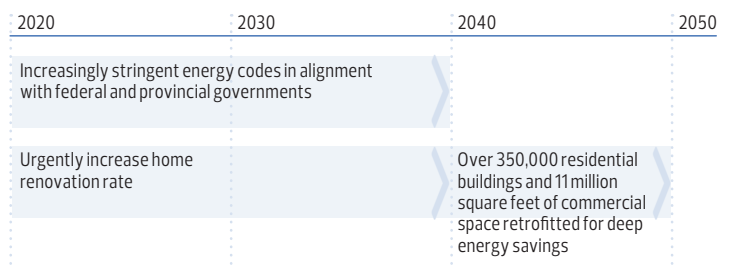 2020 2030 2040 2050
Increasingly stringent energy codes in alignment
with federal and provincial governments
Urgently increase home
renovation rate
Over 350,000 residential
buildings and 11 million
square feet of commercial
space retrofitted for deep
energy savings